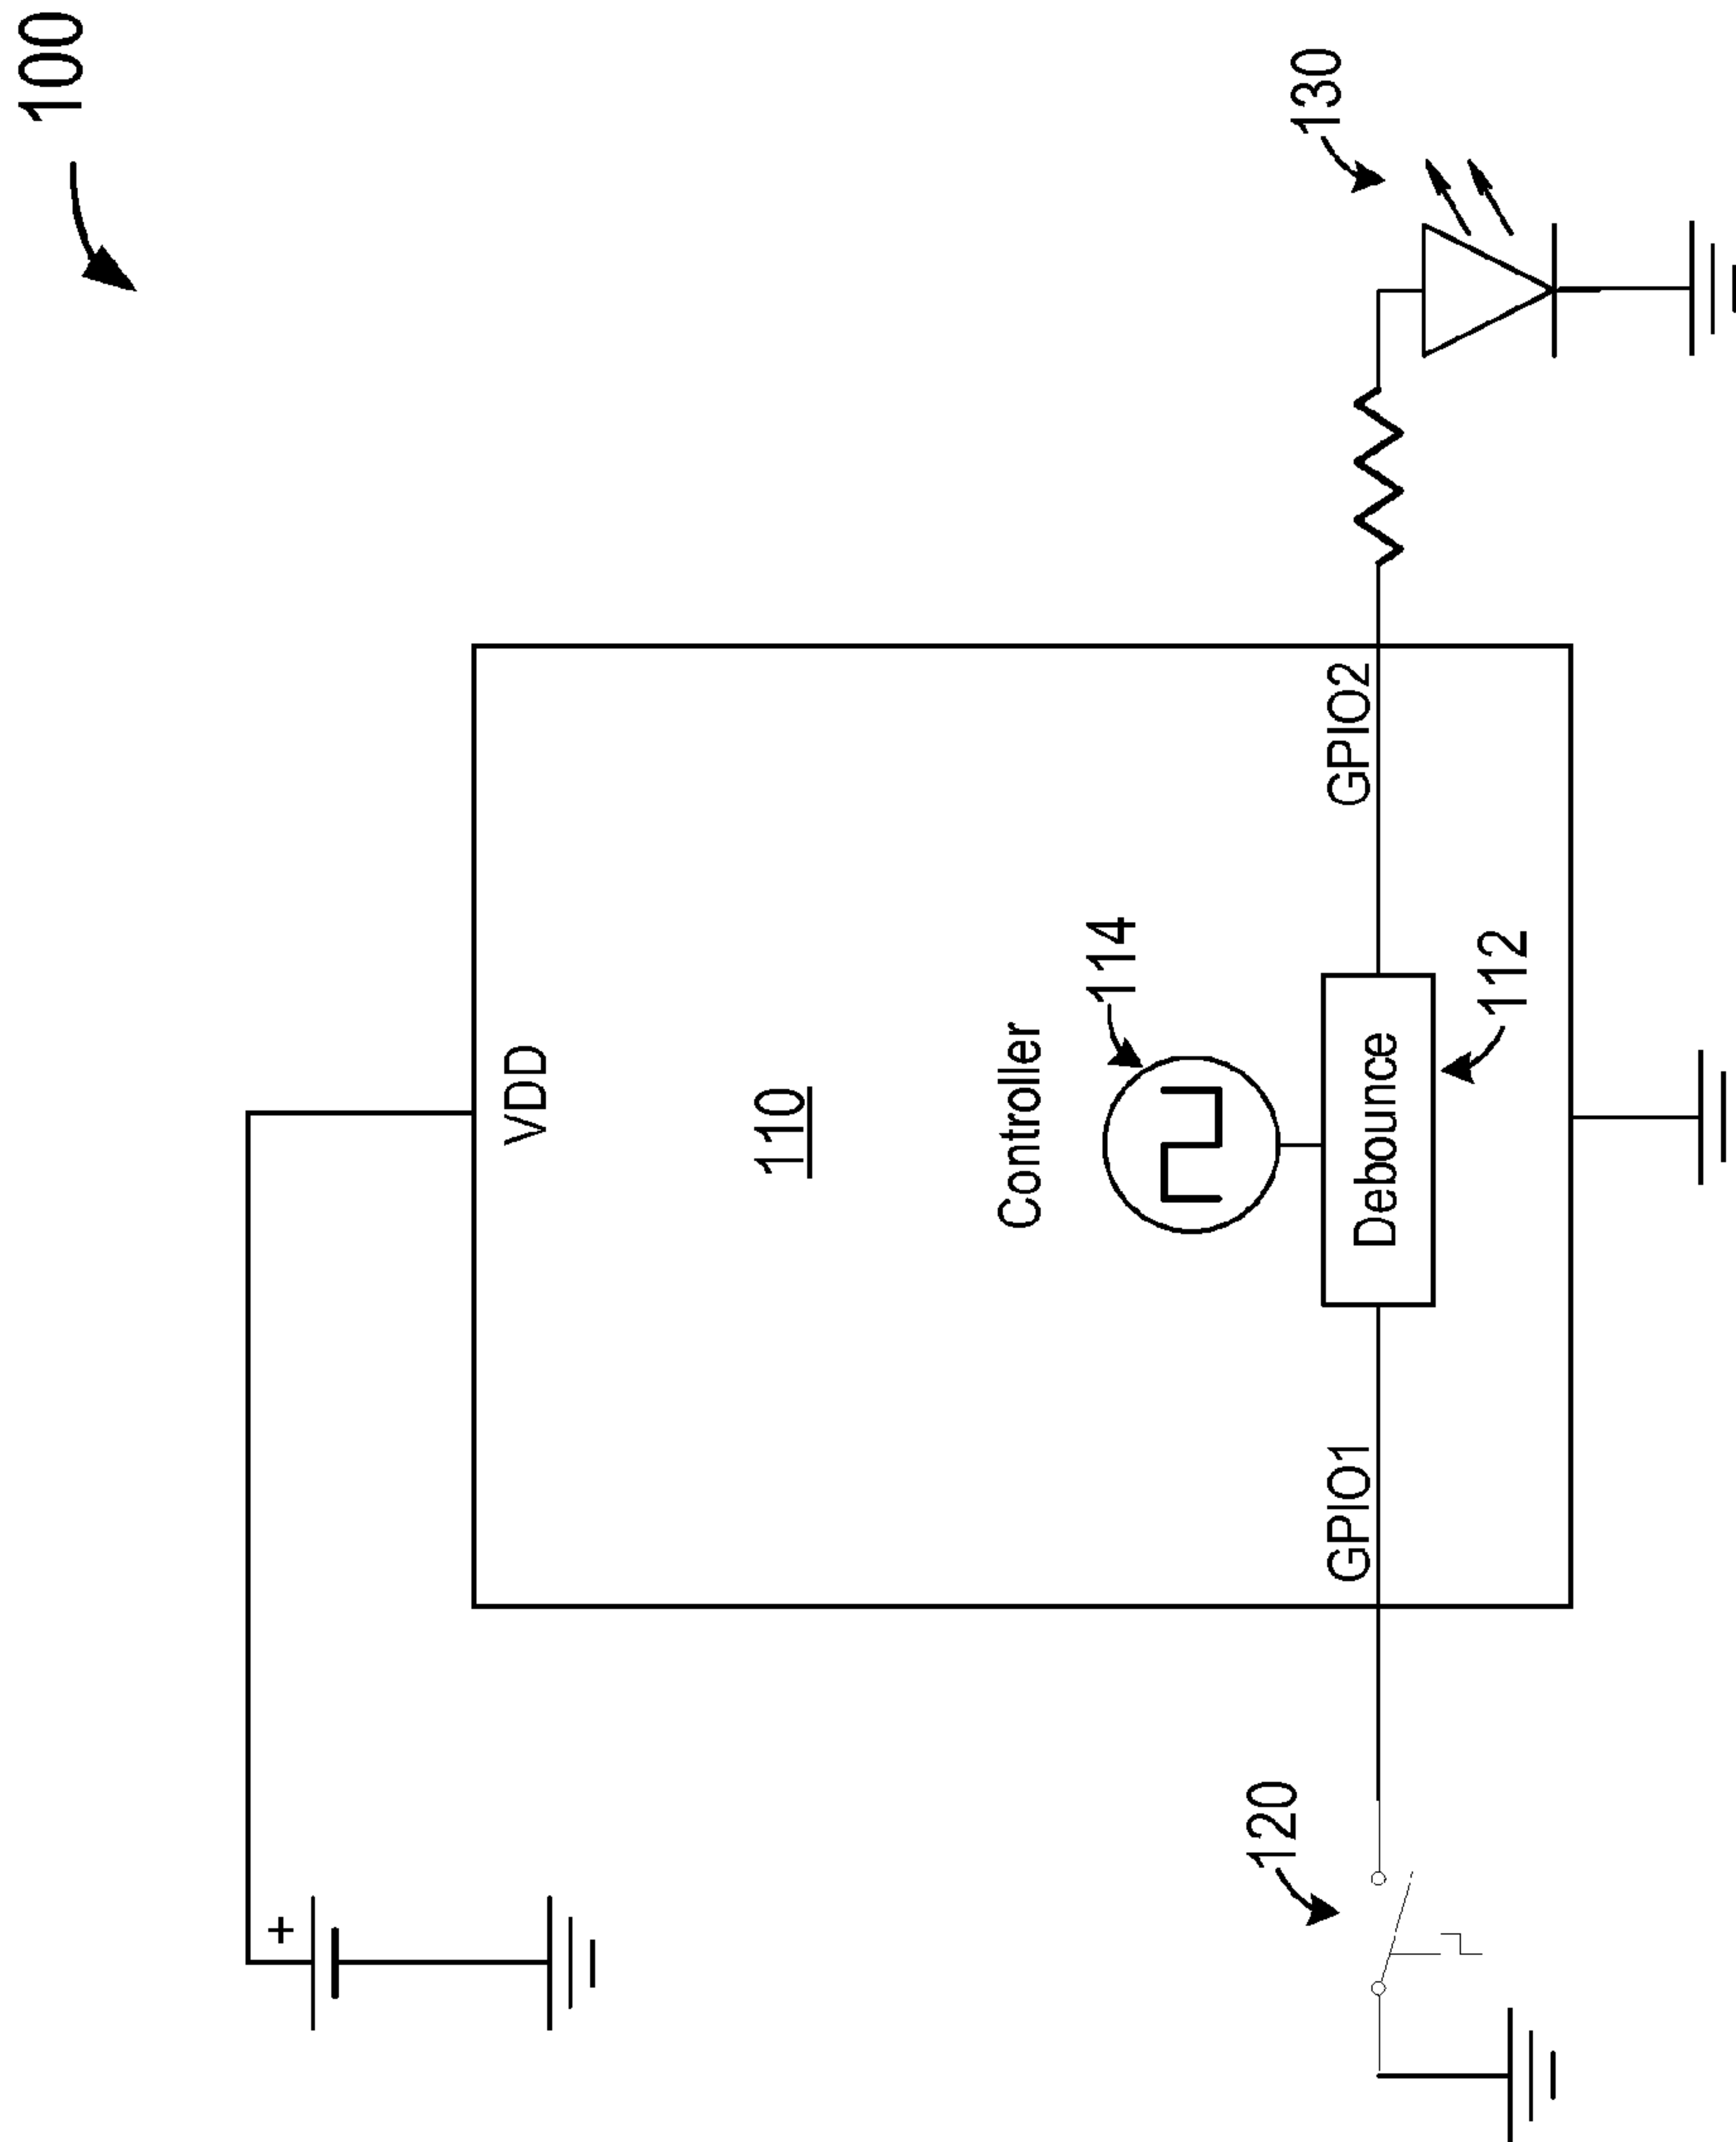 100
+
VDD
110
Controller
114
120
GPIO1
Debounce
GPIO2
130
112